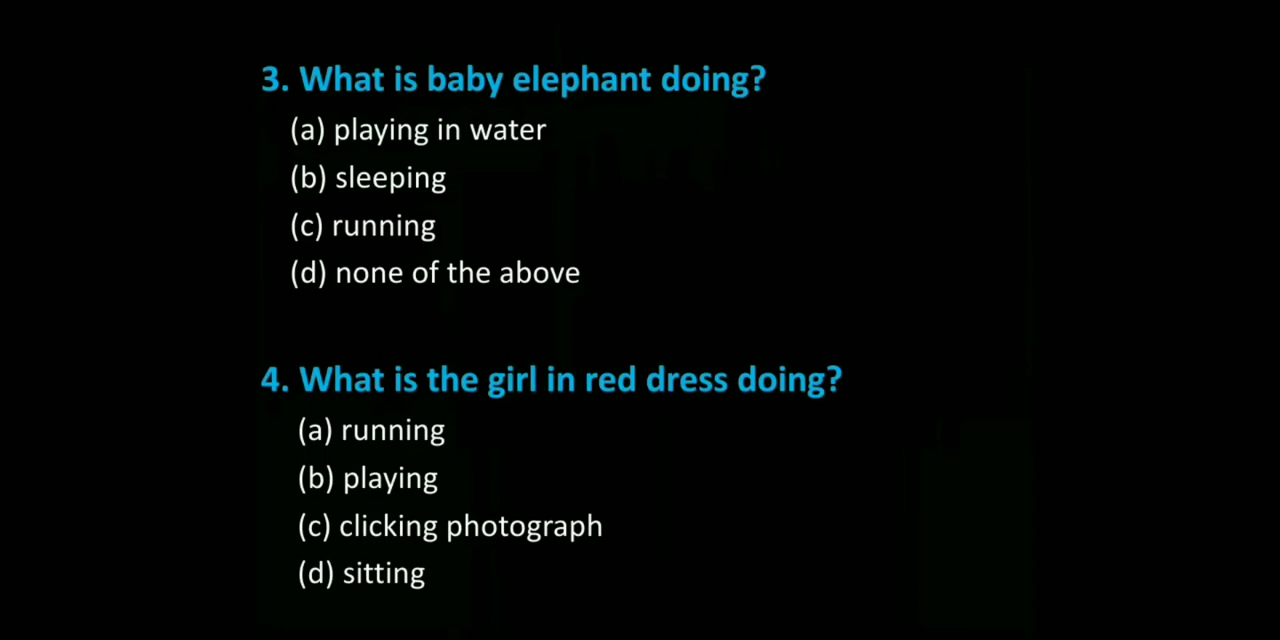 3. What is baby elephant doing?
(a) playing in water
(b) sleeping
(c) running
(d) none of the above
4. What is the girl in red dress doing?
(a) running
(b) playing
(c) clicking photograph
(d) sitting